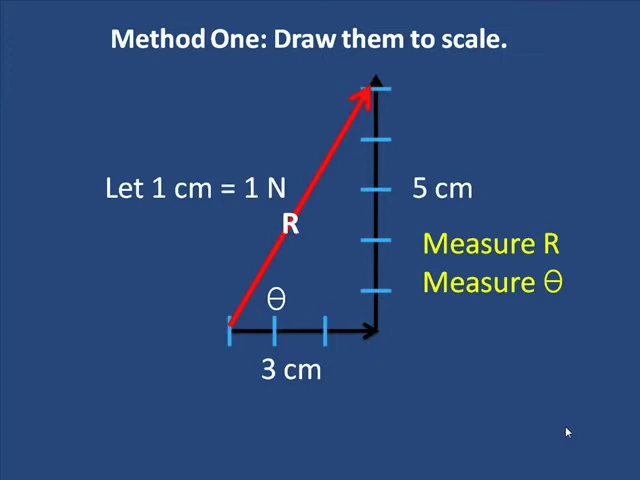 Method One: Draw them to scale.
Let 1 cm = 1 N
5 cm
R
Measure R
Measure Θ
Θ
3 cm